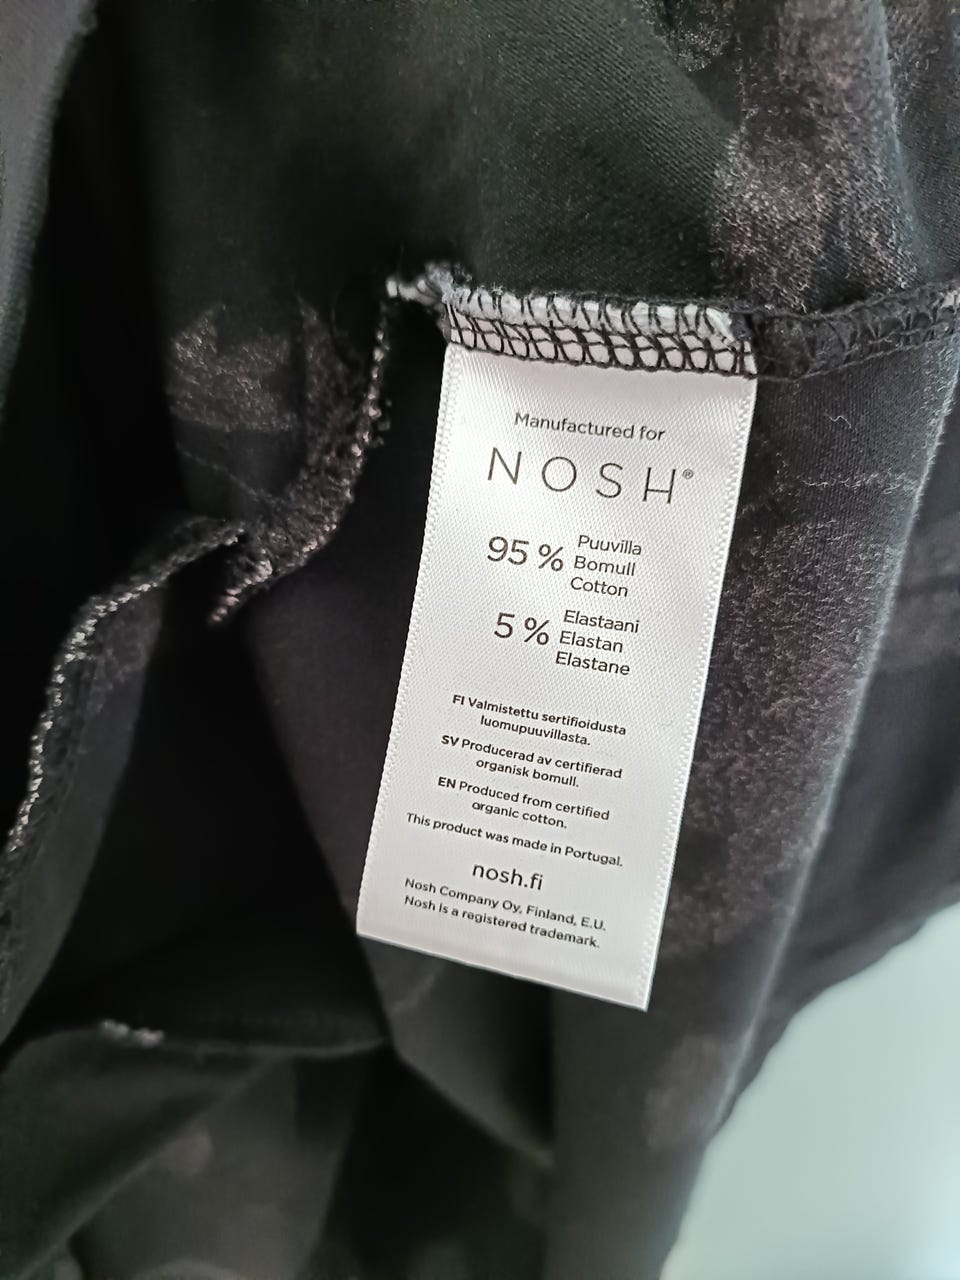 Manufactured for
NOSH®
95 % Puuvilla
Bomull
Cotton
5 % Elastaani
Elastan
Elastane
FI Valmistettu sertifioidusta
luomupuuvillasta.
SV Producerad av certifierad
organisk bomull.
EN Produced from certified
organic cotton.
This product was made in Portugal.
nosh.fi
Nosh Company Oy, Finland, E.U.
Nosh is a registered trademark.